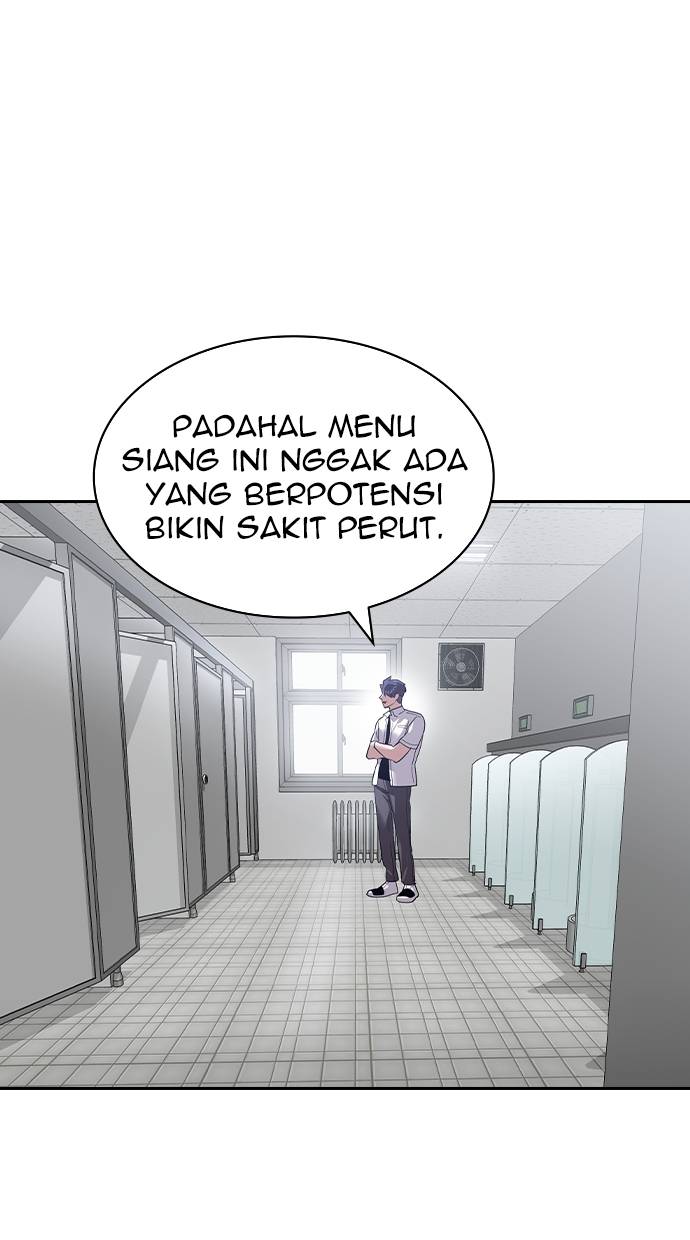 PADAHAL MENU
SIANG INI NGGAK ADA
YANG BERPOTENSI
BIKIN SAKIT PERUT.